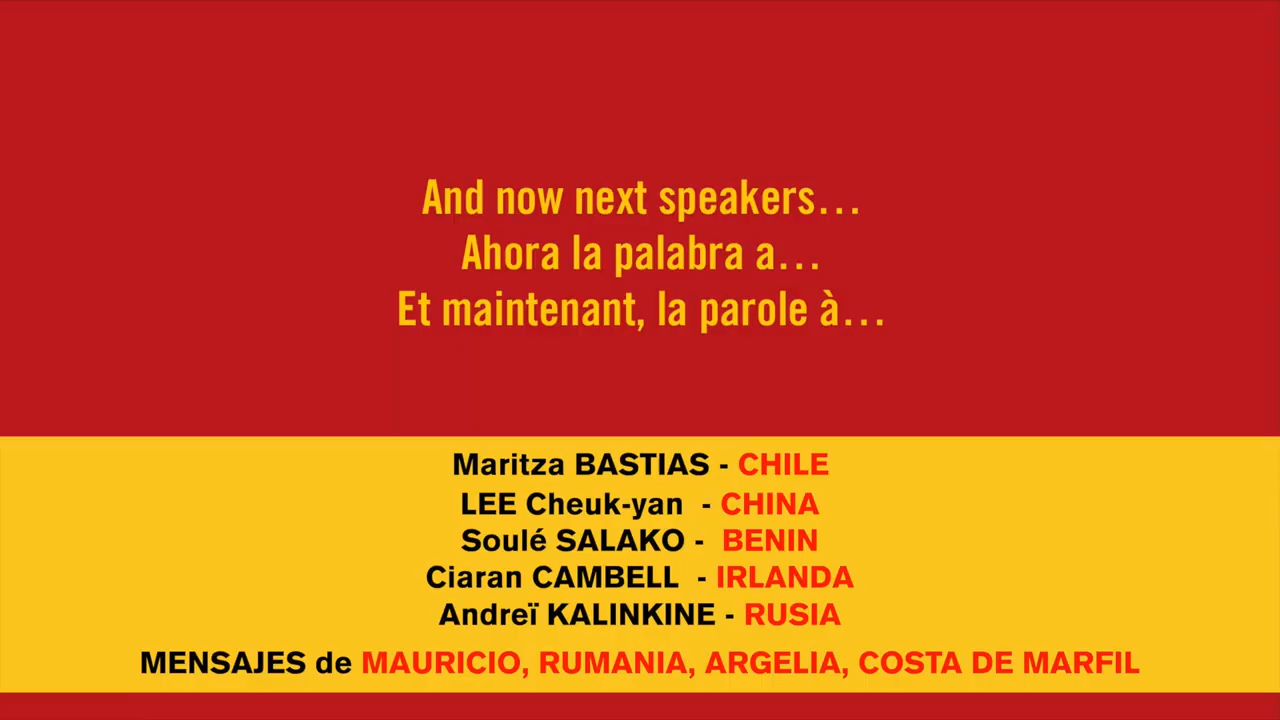 And now next speakers...
Ahora la palabra a...
Et maintenant, la parole à...
Maritza BASTIAS - CHILE
LEE Cheuk-yan - CHINA
Soulé SALAKO - BENIN
Ciaran CAMBELL - IRLANDA
Andreï KALINKINE - RUSIA
MENSAJES de MAURICIO, RUMANIA, ARGELIA, COSTA DE MARFIL